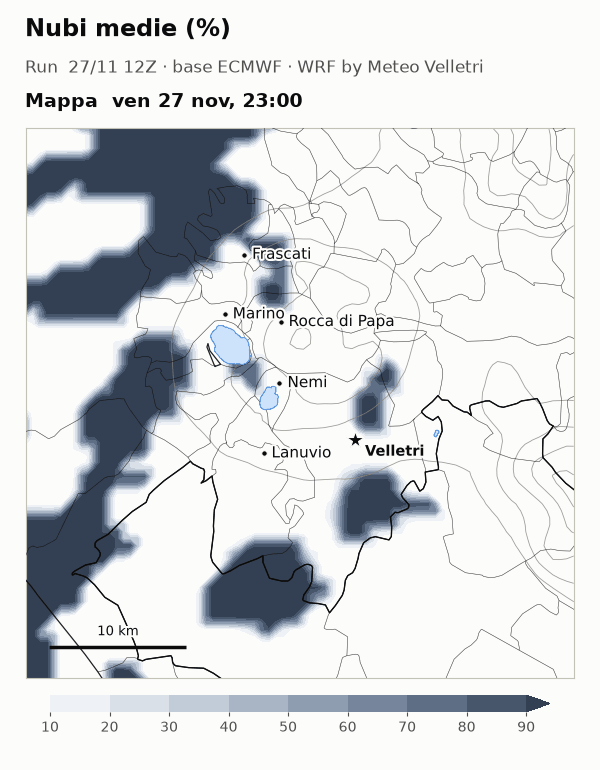 Nubi medie (%)
Run 27/11 12Z · base ECMWF · WRF by Meteo Velletri
Mappa ven 27 nov, 23:00
Frascati
Marino
Rocca di Papa
Nemi
Velletri
Lanuvio
10 km
10 20 30 40 50 60 70 80 90